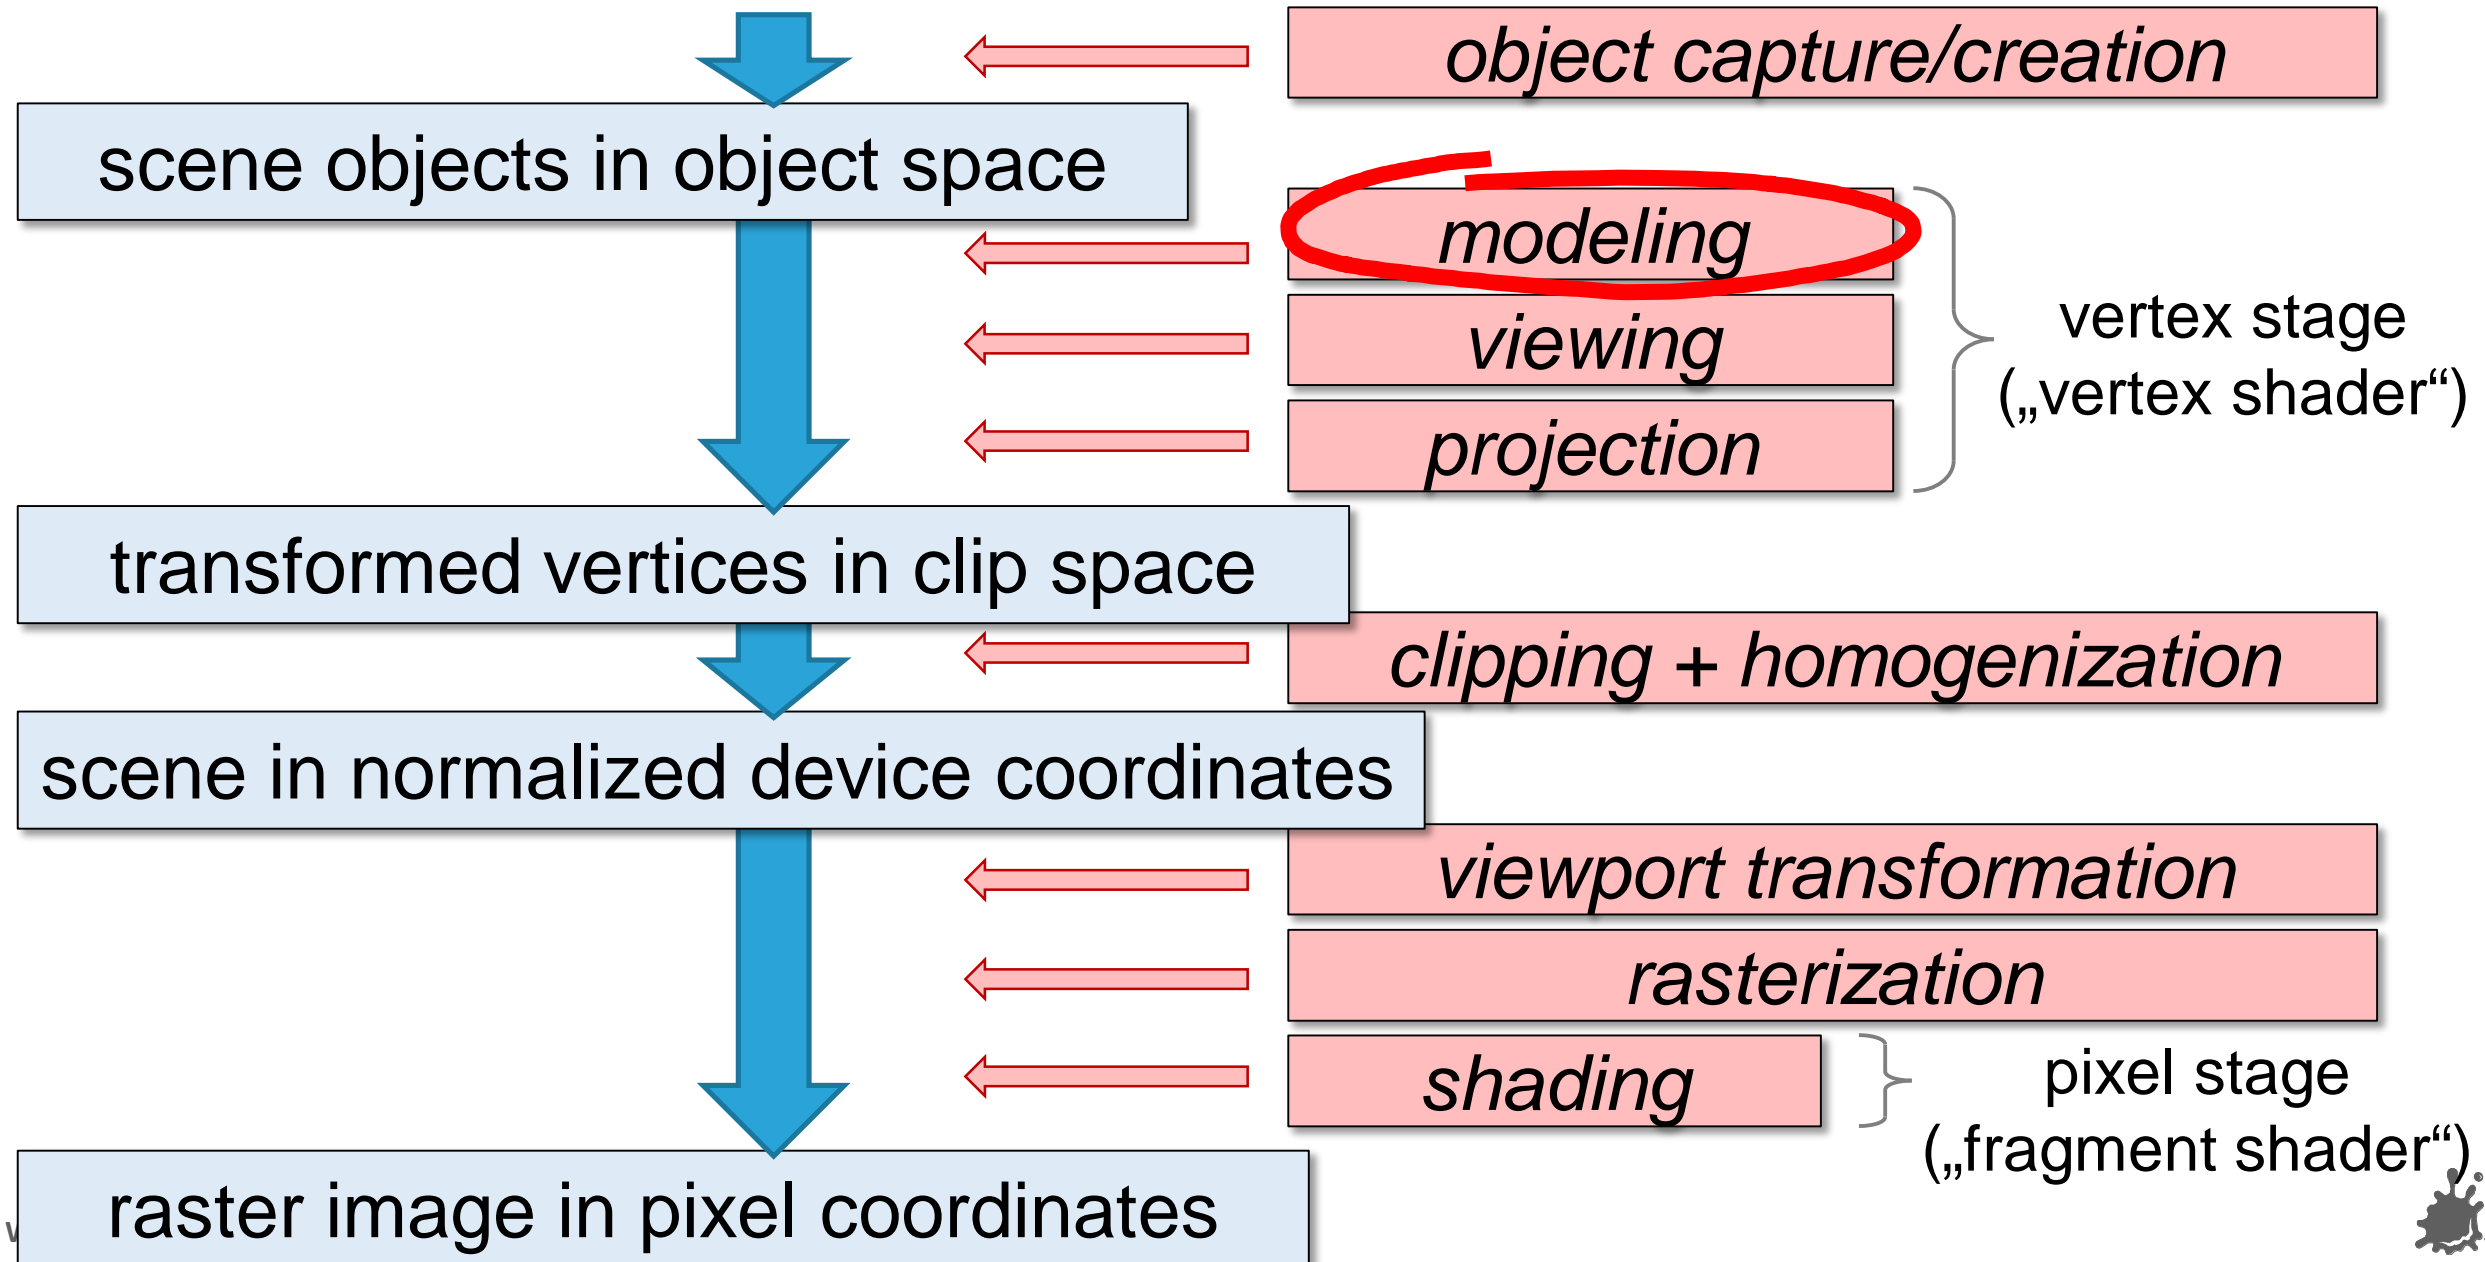 object capture/creation
scene objects in object space
modeling
viewing
projection
vertex stage
(„vertex shader“)
transformed vertices in clip space
clipping + homogenization
scene in normalized device coordinates
viewport transformation
rasterization
shading
pixel stage
(„fragment shader“)
raster image in pixel coordinates